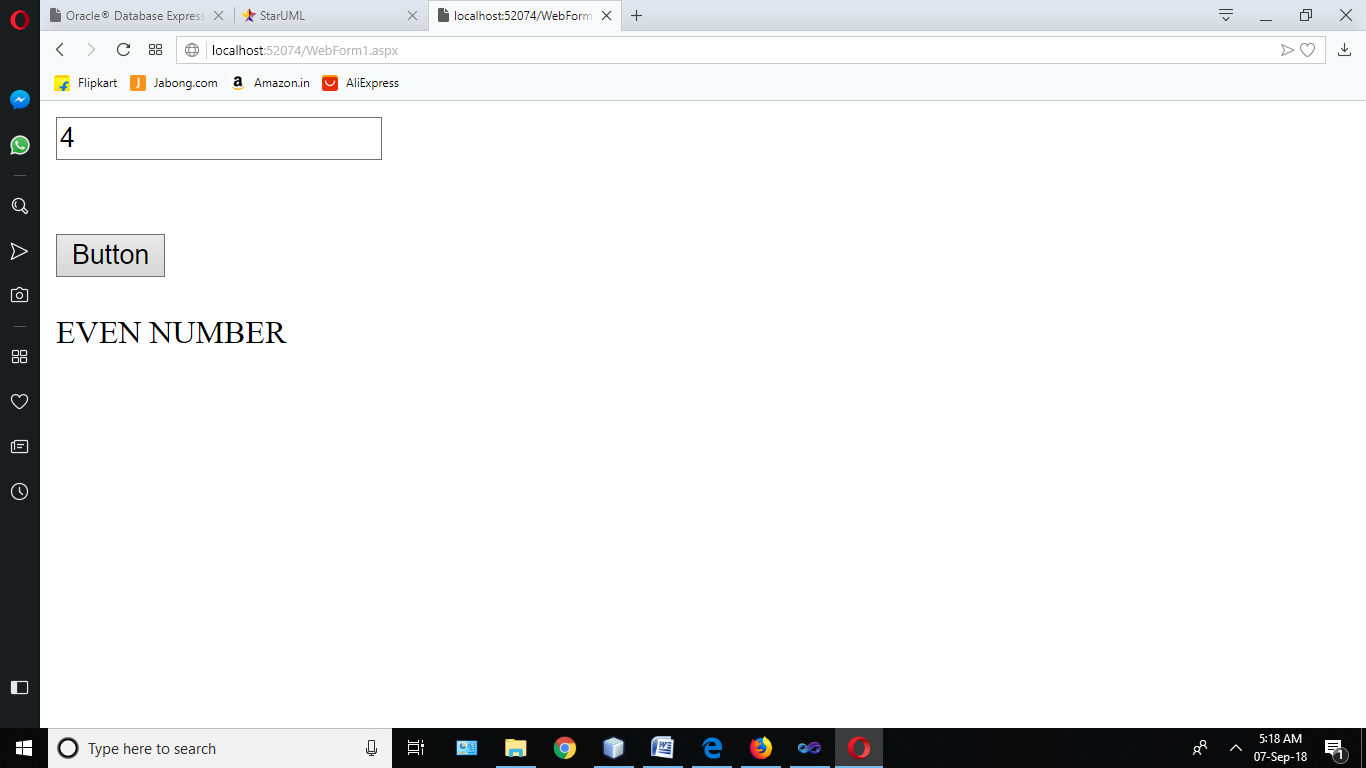 Oracle® Database Express
StarUML
localhost:52074/WebForm
localhost:52074/WebForm1.aspx
Flipkart
Jabong.com
Amazon.in
AliExpress
4
Button
EVEN NUMBER
Type here to search
5:18 AM
07-Sep-18
1